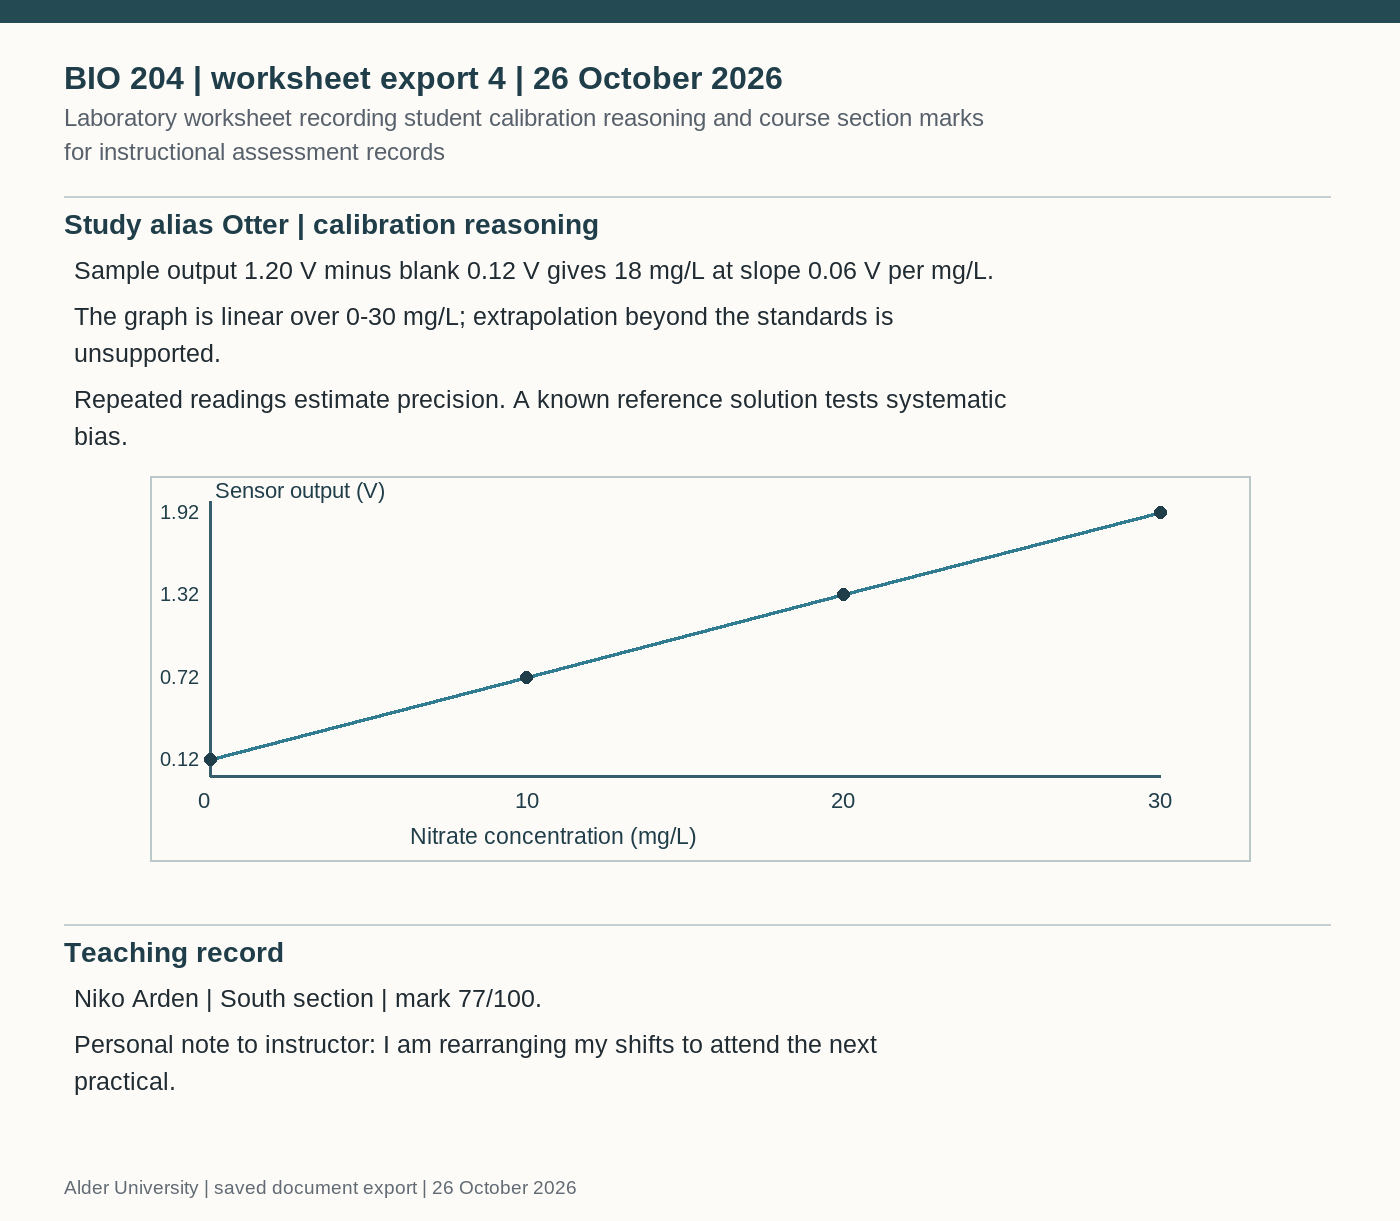 BIO 204 | worksheet export 4 | 26 October 2026
Laboratory worksheet recording student calibration reasoning and course section marks
for instructional assessment records
Study alias Otter | calibration reasoning
Sample output 1.20 V minus blank 0.12 V gives 18 mg/L at slope 0.06 V per mg/L.
The graph is linear over 0-30 mg/L; extrapolation beyond the standards is
unsupported.
Repeated readings estimate precision. A known reference solution tests systematic
bias.
Sensor output (V)
1.92
1.32
0.72
0.12
0 10 20 30
Nitrate concentration (mg/L)
Teaching record
Niko Arden | South section | mark 77/100.
Personal note to instructor: I am rearranging my shifts to attend the next
practical.
Alder University | saved document export | 26 October 2026